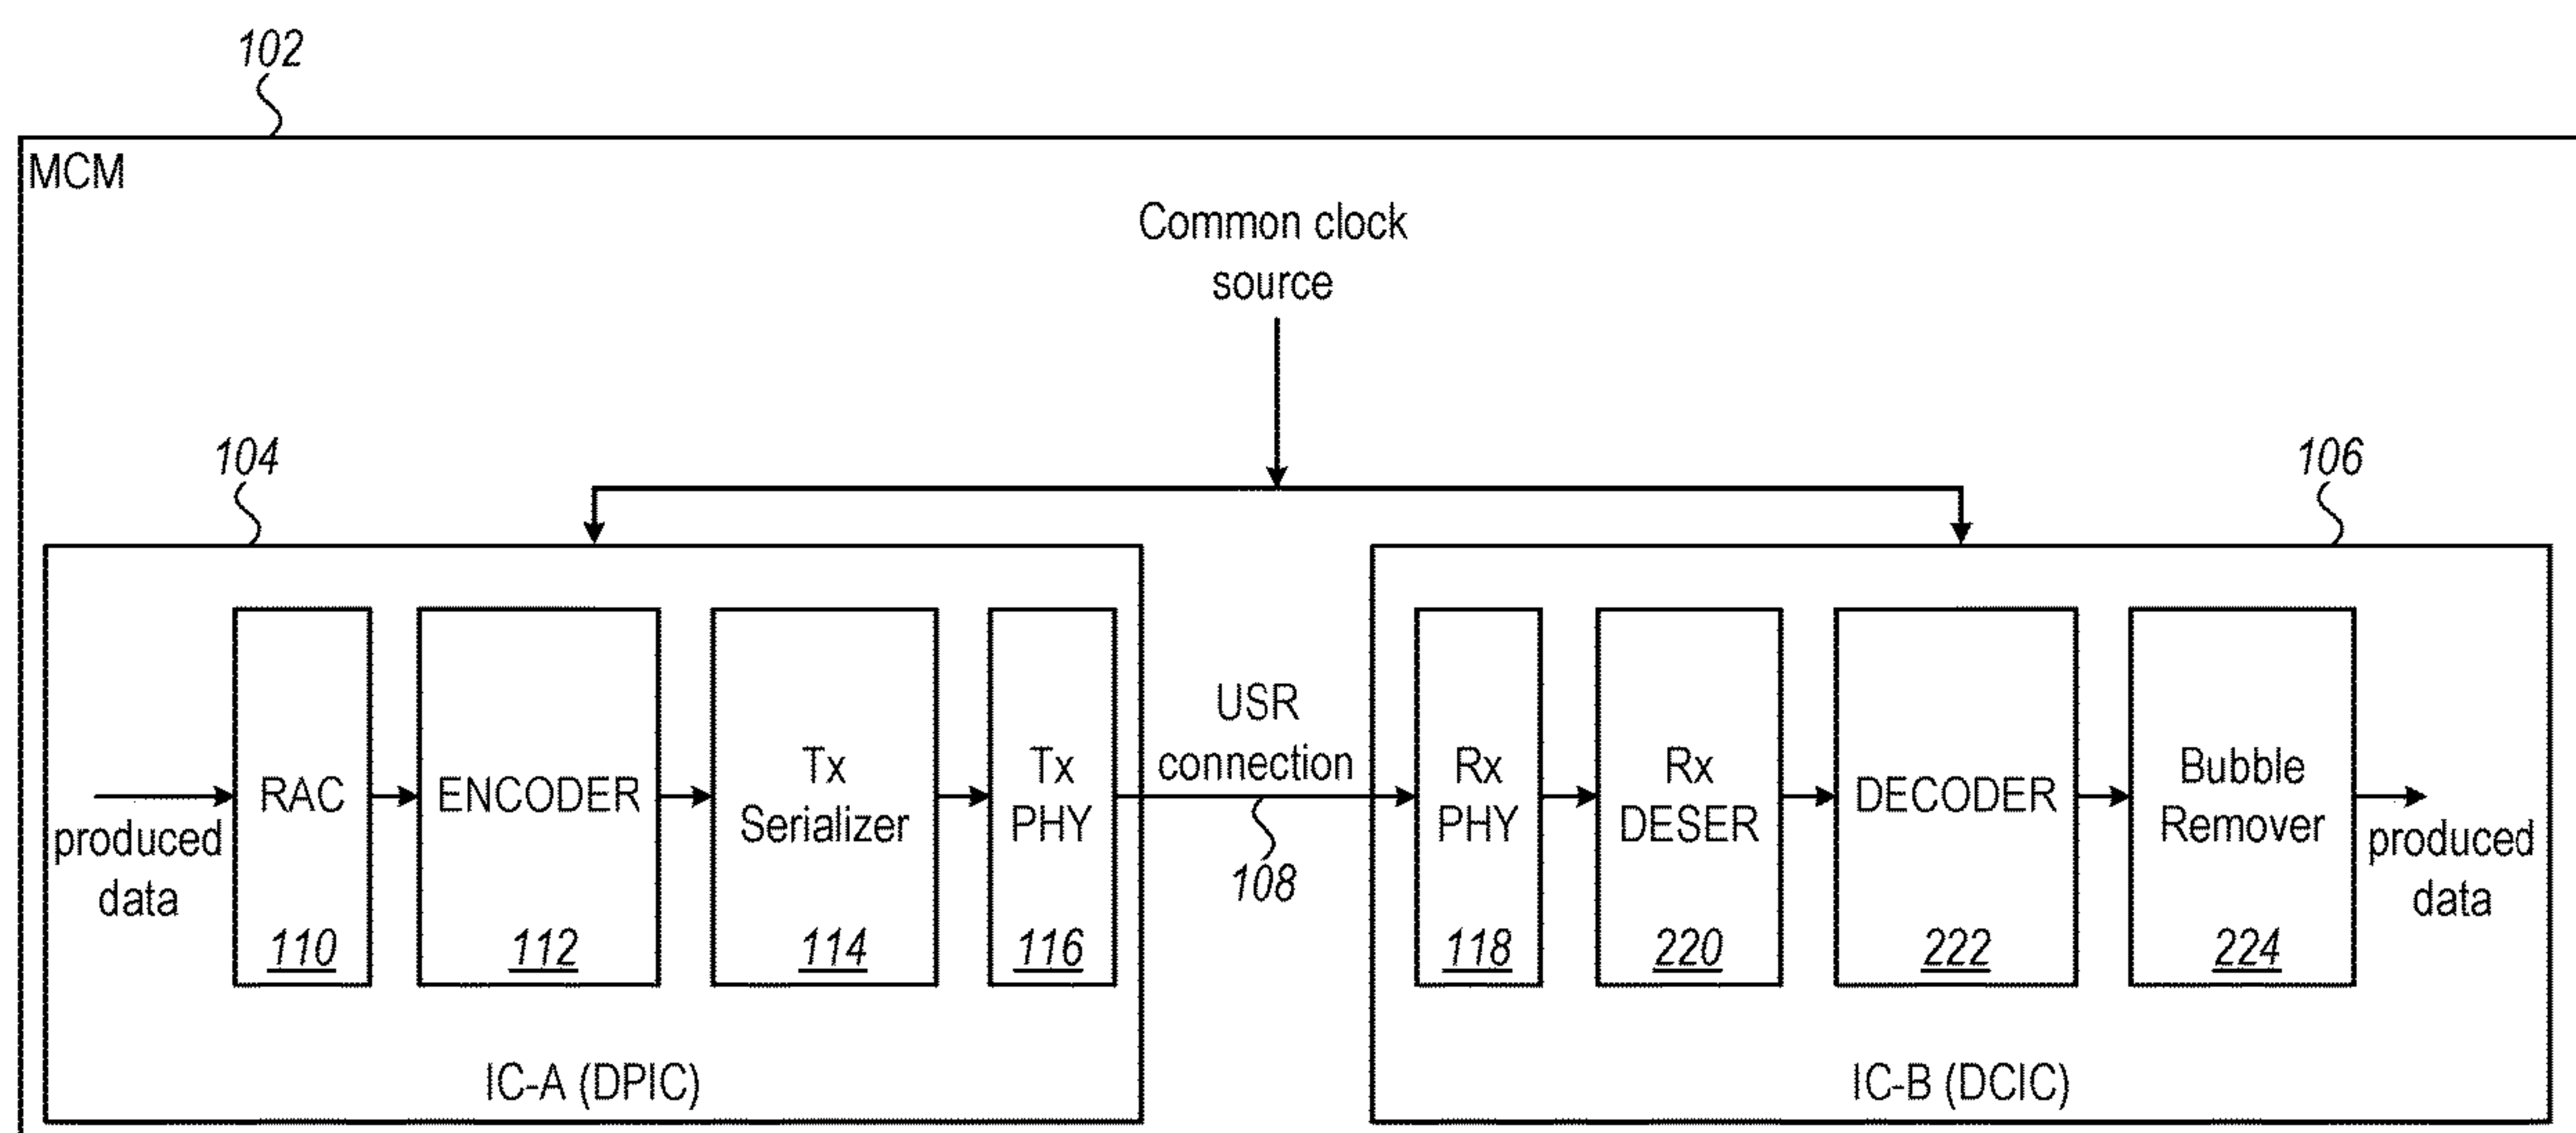 102
MCM
Common clock
source
104
106
produced
data
RAC
110
ENCODER
112
Tx
Serializer
114
Tx
PHY
116
USR
connection
108
Rx
PHY
118
Rx
DESER
220
DECODER
222
Bubble
Remover
224
produced
data
IC-A (DPIC)
IC-B (DCIC)